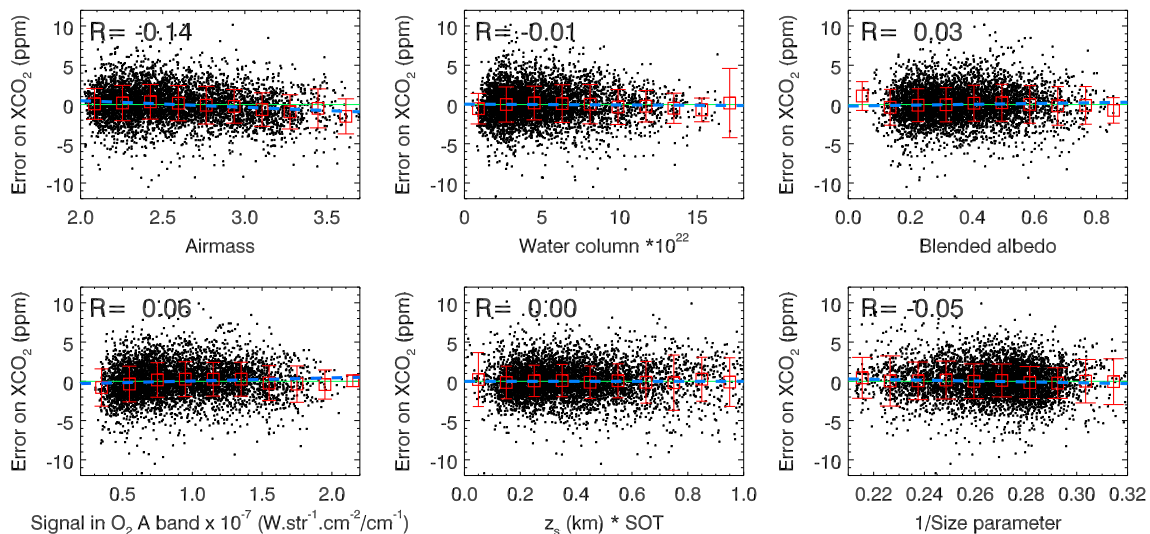 R= -0.14
Error on XCO2 (ppm)
10
5
0
-5
-10
2.0 2.5 3.0 3.5
Airmass
R= -0.01
Error on XCO2 (ppm)
10
5
0
-5
-10
0 5 10 15
Water column *10^22
R= 0.03
Error on XCO2 (ppm)
10
5
0
-5
-10
0.0 0.2 0.4 0.6 0.8
Blended albedo
R= 0.06
Error on XCO2 (ppm)
10
5
0
-5
-10
0.5 1.0 1.5 2.0
Signal in O2 A band x 10^-7 (W.str^-1.cm^-2/cm^-1)
R= 0.00
Error on XCO2 (ppm)
10
5
0
-5
-10
0.0 0.2 0.4 0.6 0.8 1.0
zs (km) * SOT
R= -0.05
Error on XCO2 (ppm)
10
5
0
-5
-10
0.22 0.24 0.26 0.28 0.30 0.32
1/Size parameter